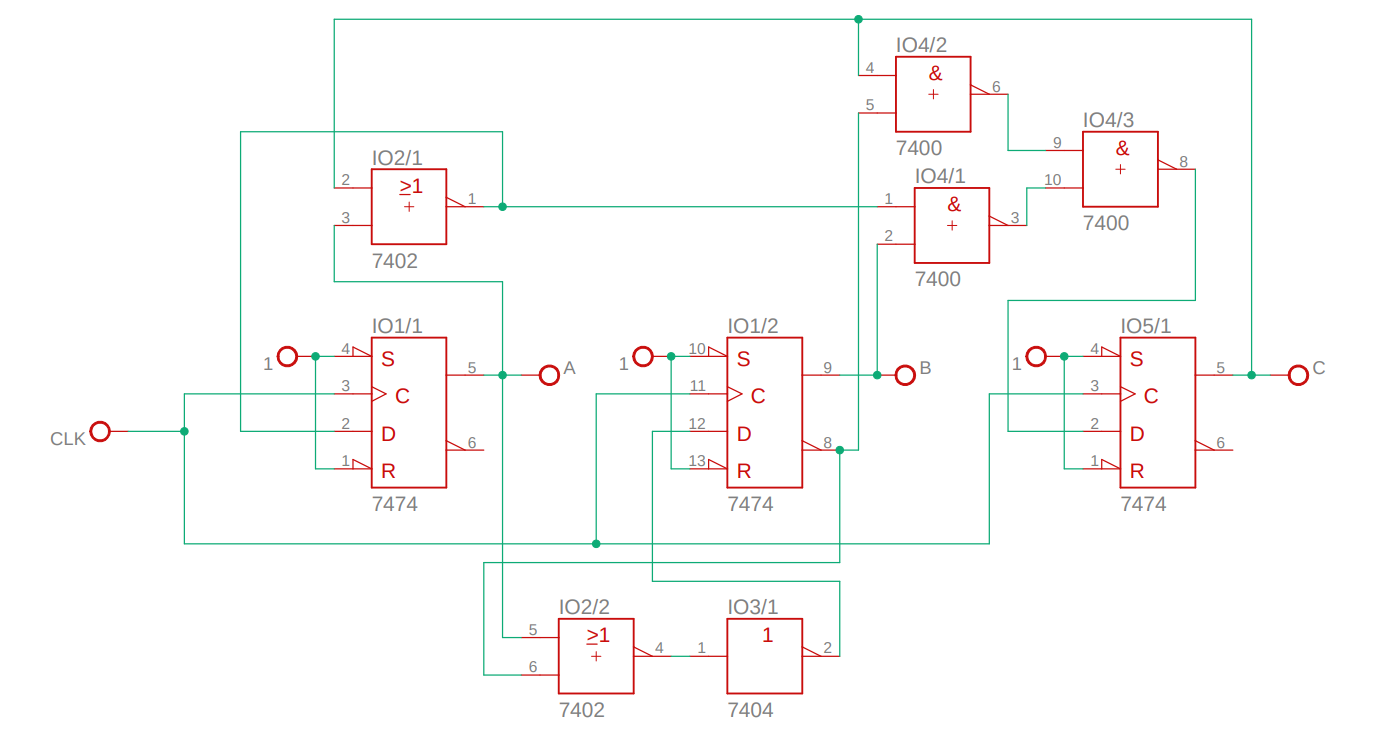 IO4/2
4
&
+
6
5
7400
IO4/3
9
&
+
8
10
7400
IO2/1
2
≥1
+
1
3
7402
IO4/1
1
&
+
3
2
7400
IO1/1
1
4
S
5
A
3
C
2
D
6
1
R
7474
CLK
IO1/2
1
10
S
9
B
11
C
12
D
8
13
R
7474
IO5/1
1
4
S
5
C
3
C
2
D
6
1
R
7474
IO2/2
5
≥1
+
4
6
7402
IO3/1
1
1
2
7404